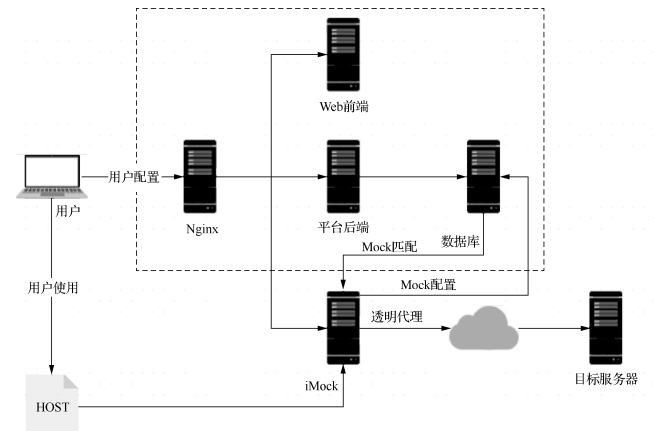 Web前端
用户配置
用户
Nginx
平台后端
数据库
Mock匹配
用户使用
Mock配置
透明代理
iMock
目标服务器
HOST